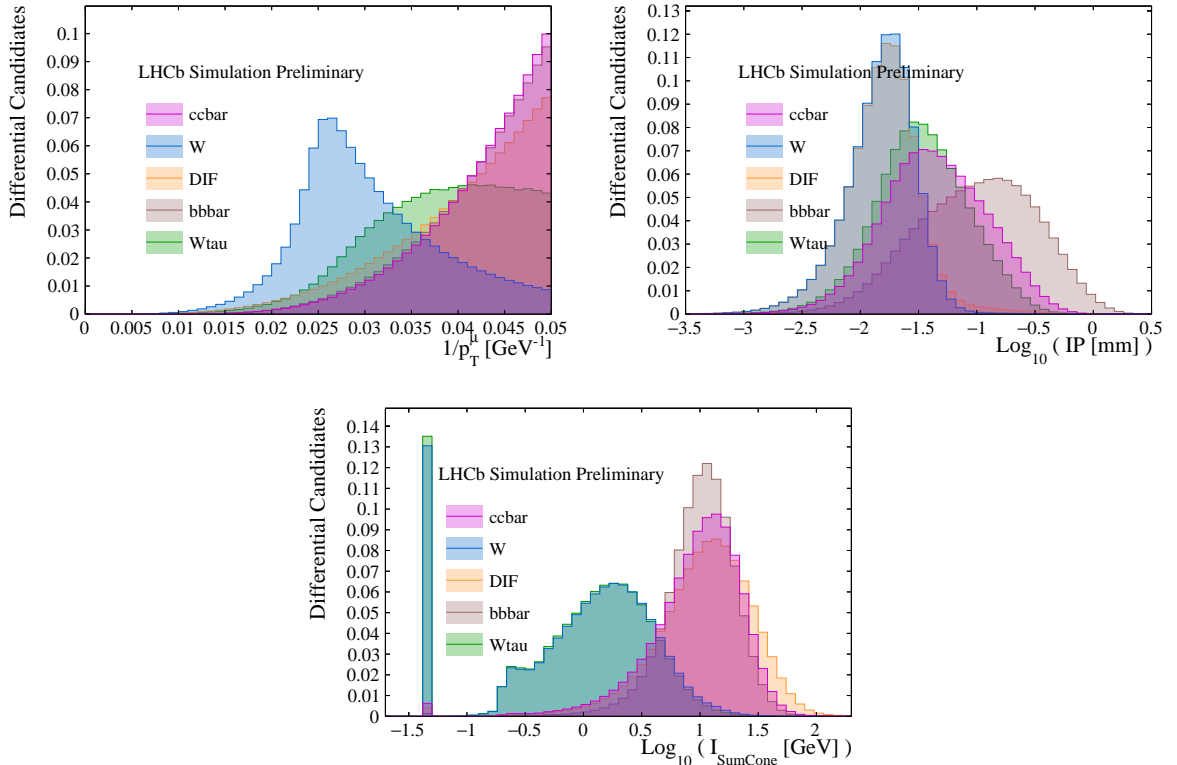 Differential Candidiates
0.1
0.09
0.08
0.07
0.06
0.05
0.04
0.03
0.02
0.01
0
LHCb Simulation Preliminary
ccbar
W
DIF
bbbar
Wtau
0 0.005 0.01 0.015 0.02 0.025 0.03 0.035 0.04 0.045 0.05
1/p_T^μ [GeV⁻¹]
Differential Candidiates
0.13
0.12
0.11
0.1
0.09
0.08
0.07
0.06
0.05
0.04
0.03
0.02
0.01
0
LHCb Simulation Preliminary
ccbar
W
DIF
bbbar
Wtau
−3.5 −3 −2.5 −2 −1.5 −1 −0.5 0 0.5
Log₁₀ ( IP [mm] )
Differential Candidiates
0.14
0.13
0.12
0.11
0.1
0.09
0.08
0.07
0.06
0.05
0.04
0.03
0.02
0.01
0
LHCb Simulation Preliminary
ccbar
W
DIF
bbbar
Wtau
−1.5 −1 −0.5 0 0.5 1 1.5 2
Log₁₀ ( I_SumCone [GeV] )